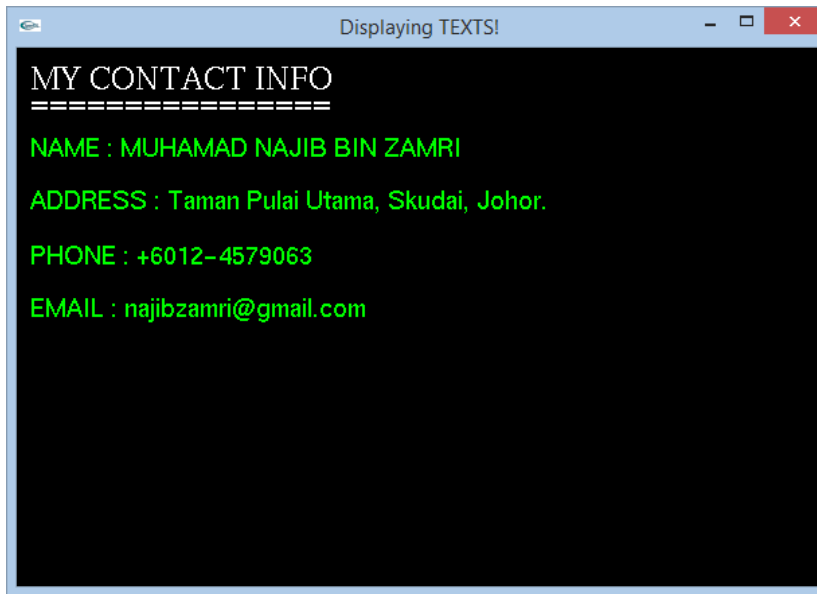 Displaying TEXTS!
MY CONTACT INFO
================
NAME : MUHAMAD NAJIB BIN ZAMRI
ADDRESS : Taman Pulai Utama, Skudai, Johor.
PHONE : +6012-4579063
EMAIL : najibzamri@gmail.com